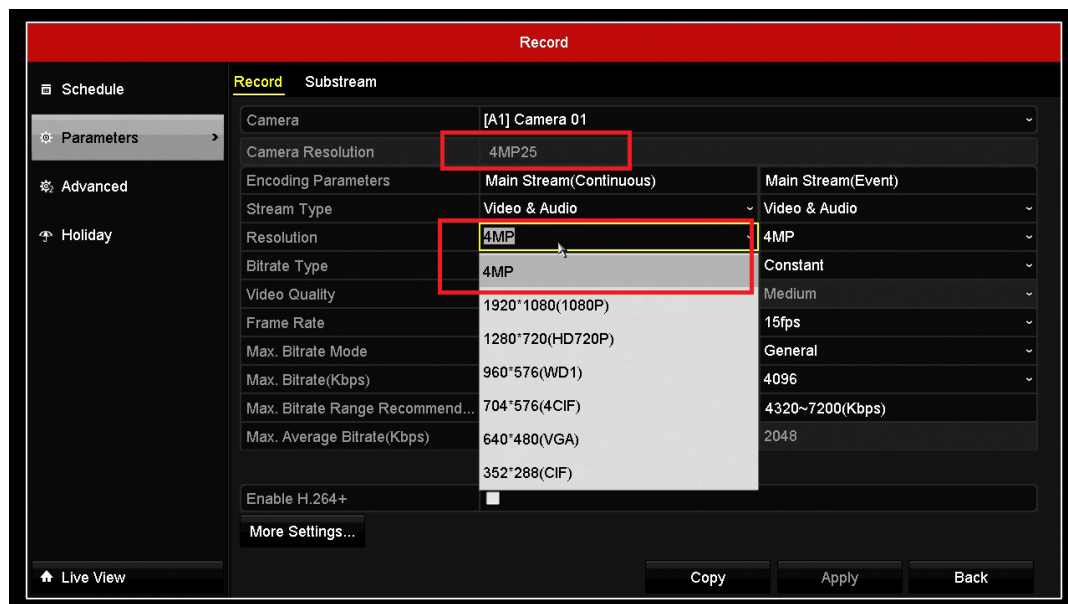 Record
Schedule
Parameters
Advanced
Holiday
Live View
Record Substream
Camera [A1] Camera 01
Camera Resolution 4MP25
Encoding Parameters Main Stream(Continuous) Main Stream(Event)
Stream Type Video & Audio Video & Audio
Resolution 4MP 4MP
Bitrate Type Constant
Video Quality Medium
Frame Rate 15fps
Max. Bitrate Mode General
Max. Bitrate(Kbps) 4096
Max. Bitrate Range Recommend... 4320~7200(Kbps)
Max. Average Bitrate(Kbps) 2048
4MP
1920*1080(1080P)
1280*720(HD720P)
960*576(WD1)
704*576(4CIF)
640*480(VGA)
352*288(CIF)
Enable H.264+
More Settings...
Copy Apply Back